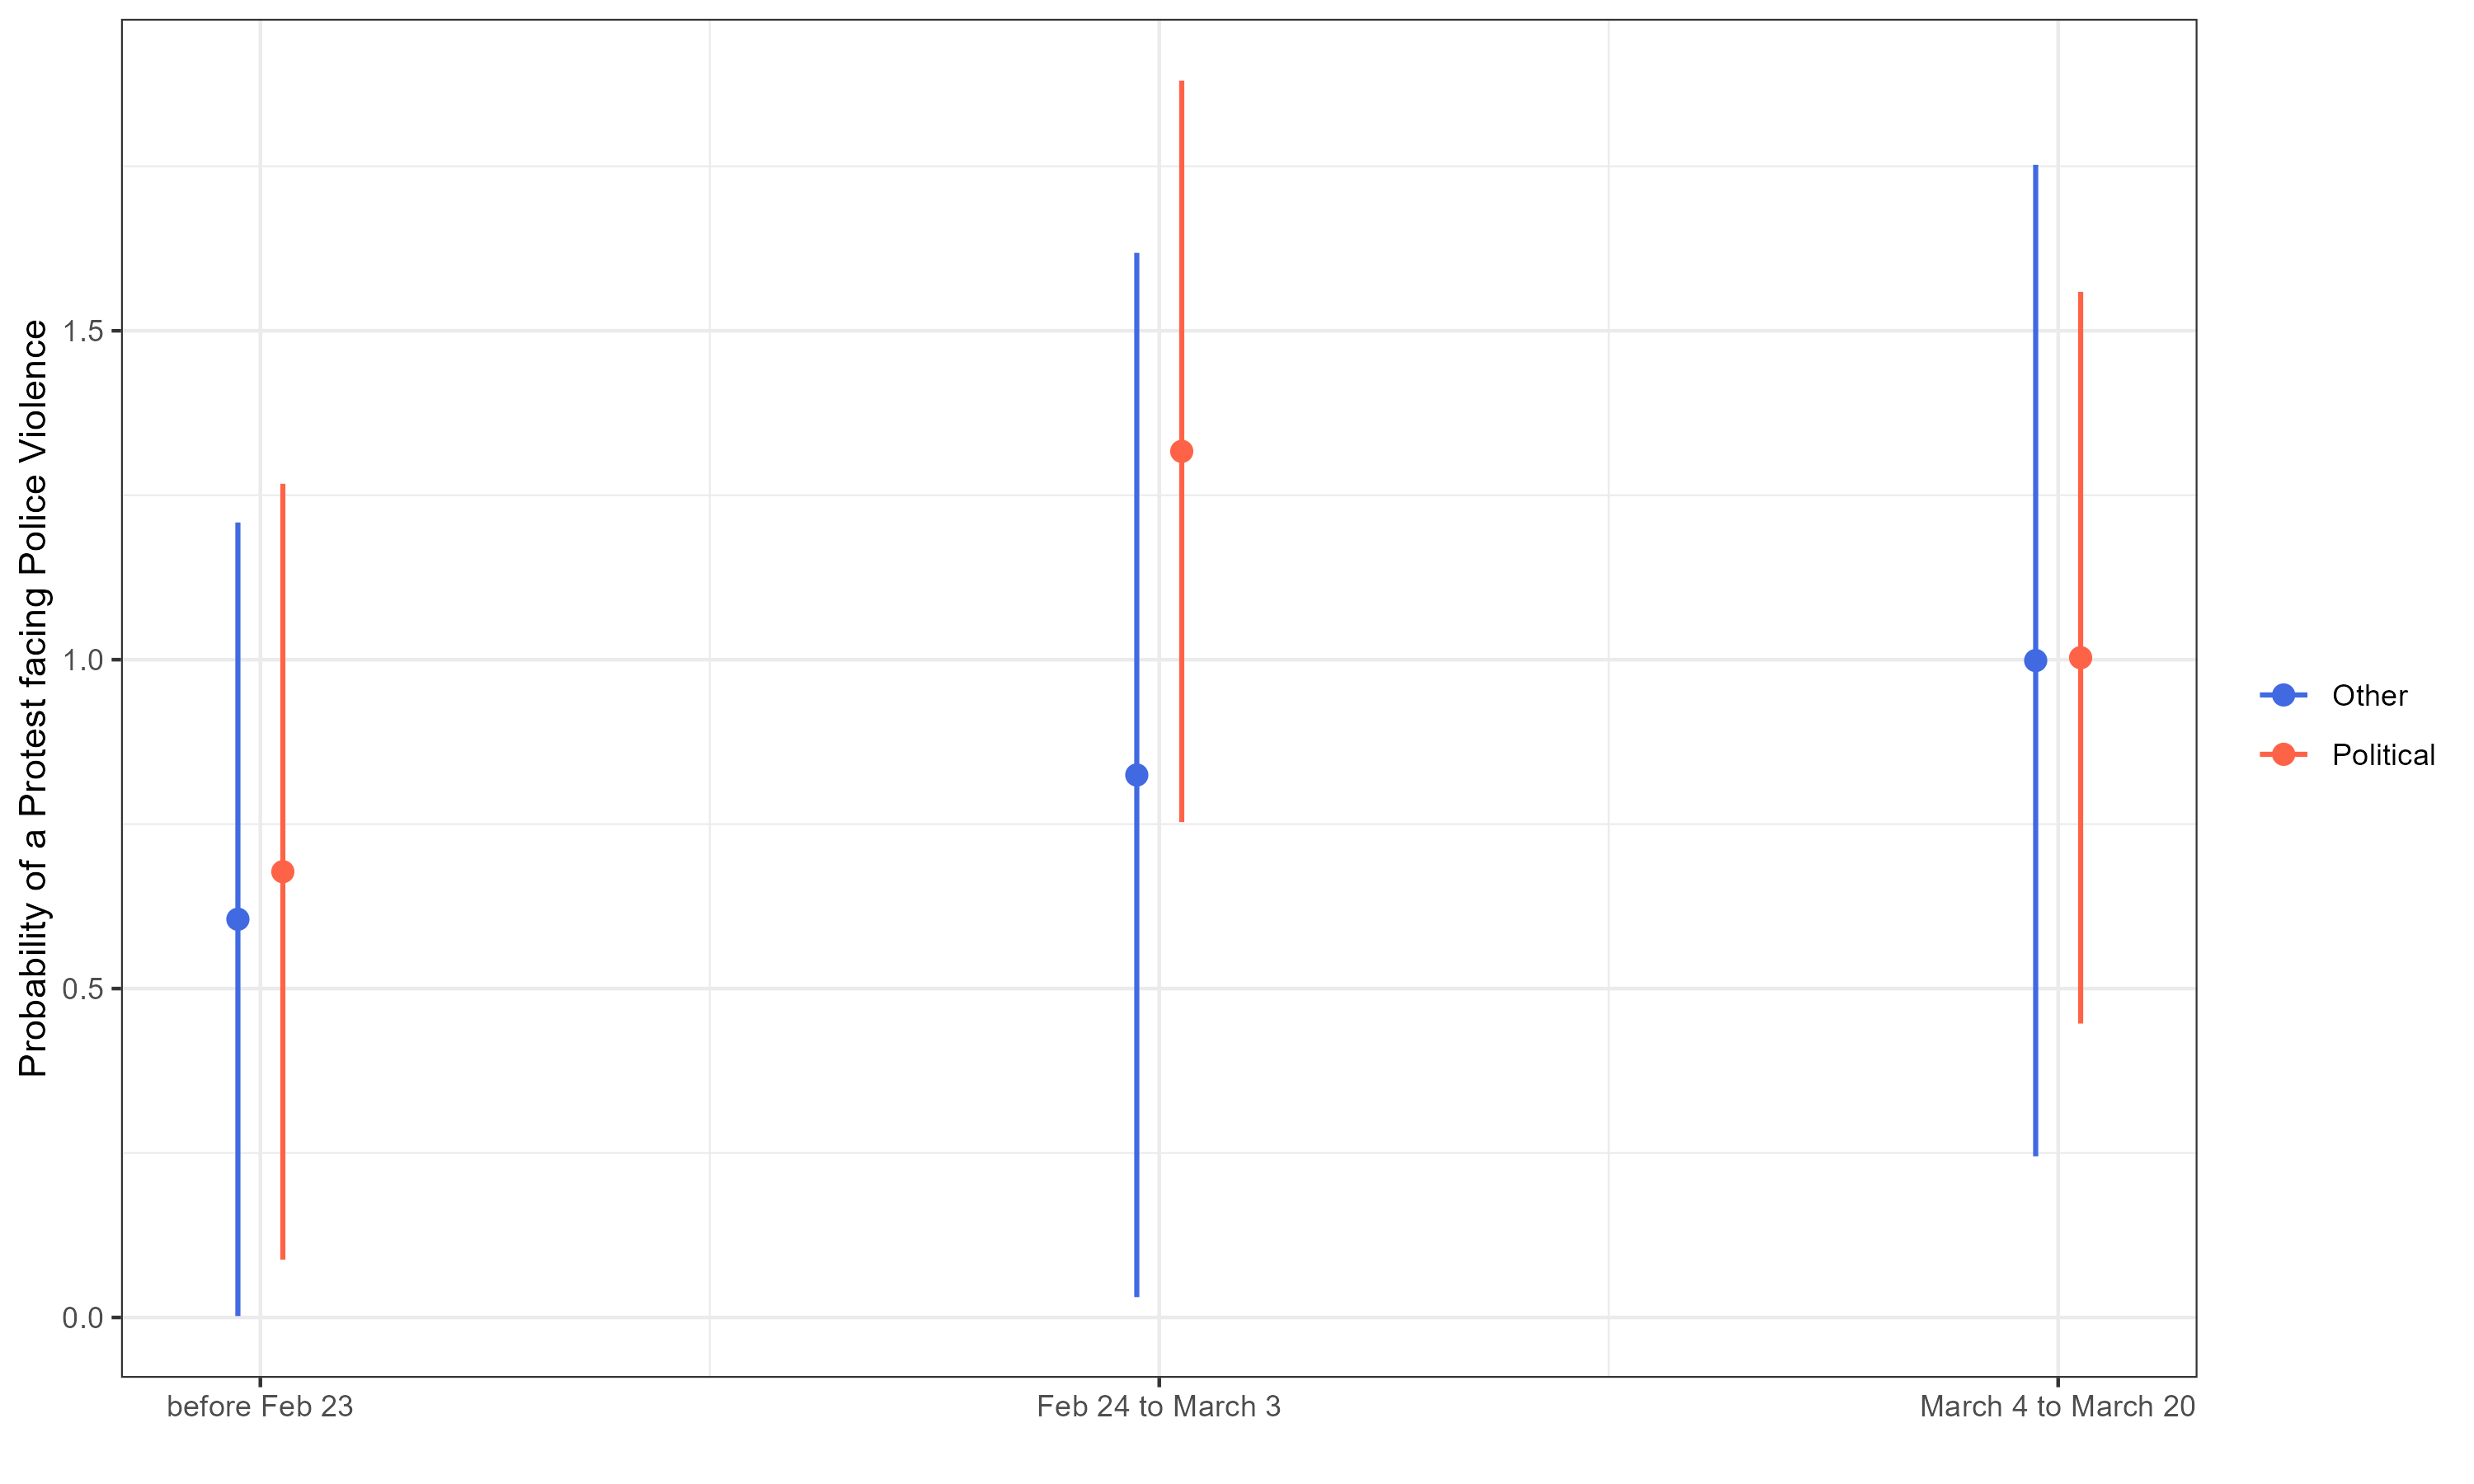 Probability of a Protest facing Police Violence
1.5
1.0
0.5
0.0
before Feb 23
Feb 24 to March 3
March 4 to March 20
Other
Political